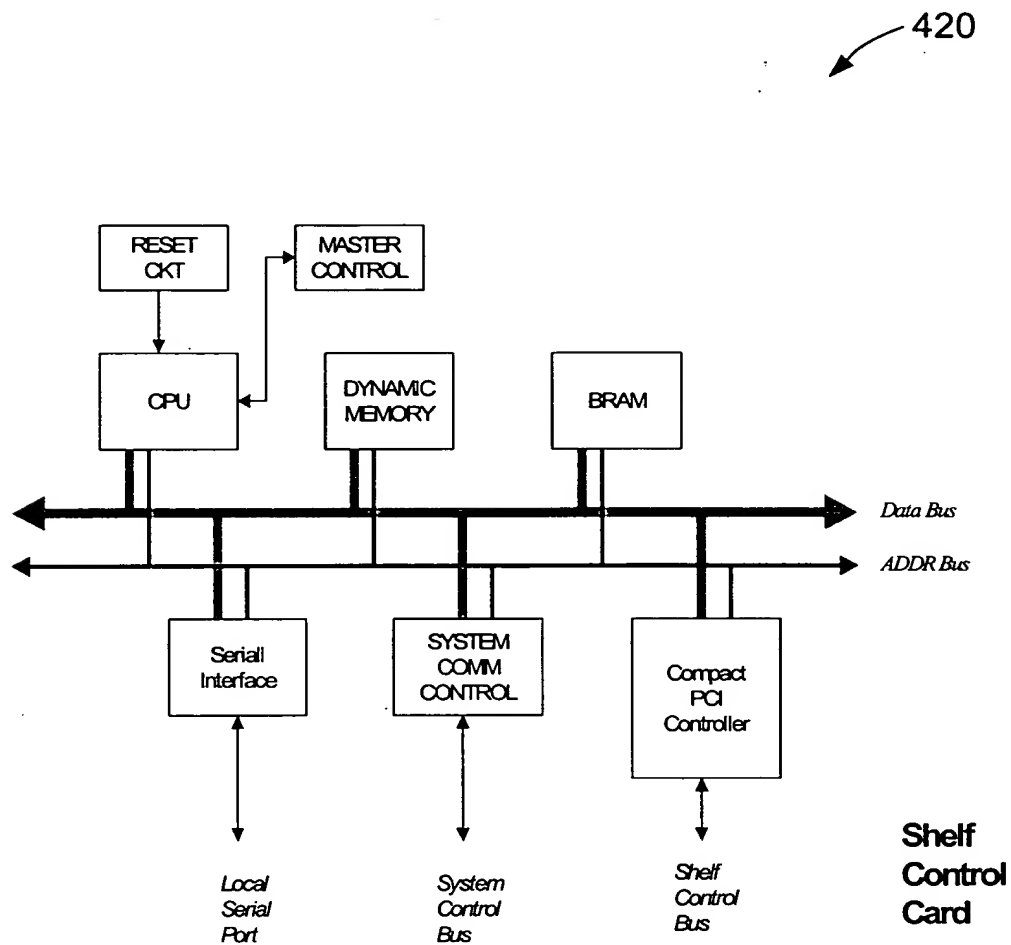 420
RESET
CKT
MASTER
CONTROL
CPU
DYNAMIC
MEMORY
BRAM
Data Bus
ADDR Bus
Seriall
Interface
SYSTEM
COMM
CONTROL
Compact
PCI
Controller
Local
Serial
Port
System
Control
Bus
Shelf
Control
Bus
Shelf
Control
Card